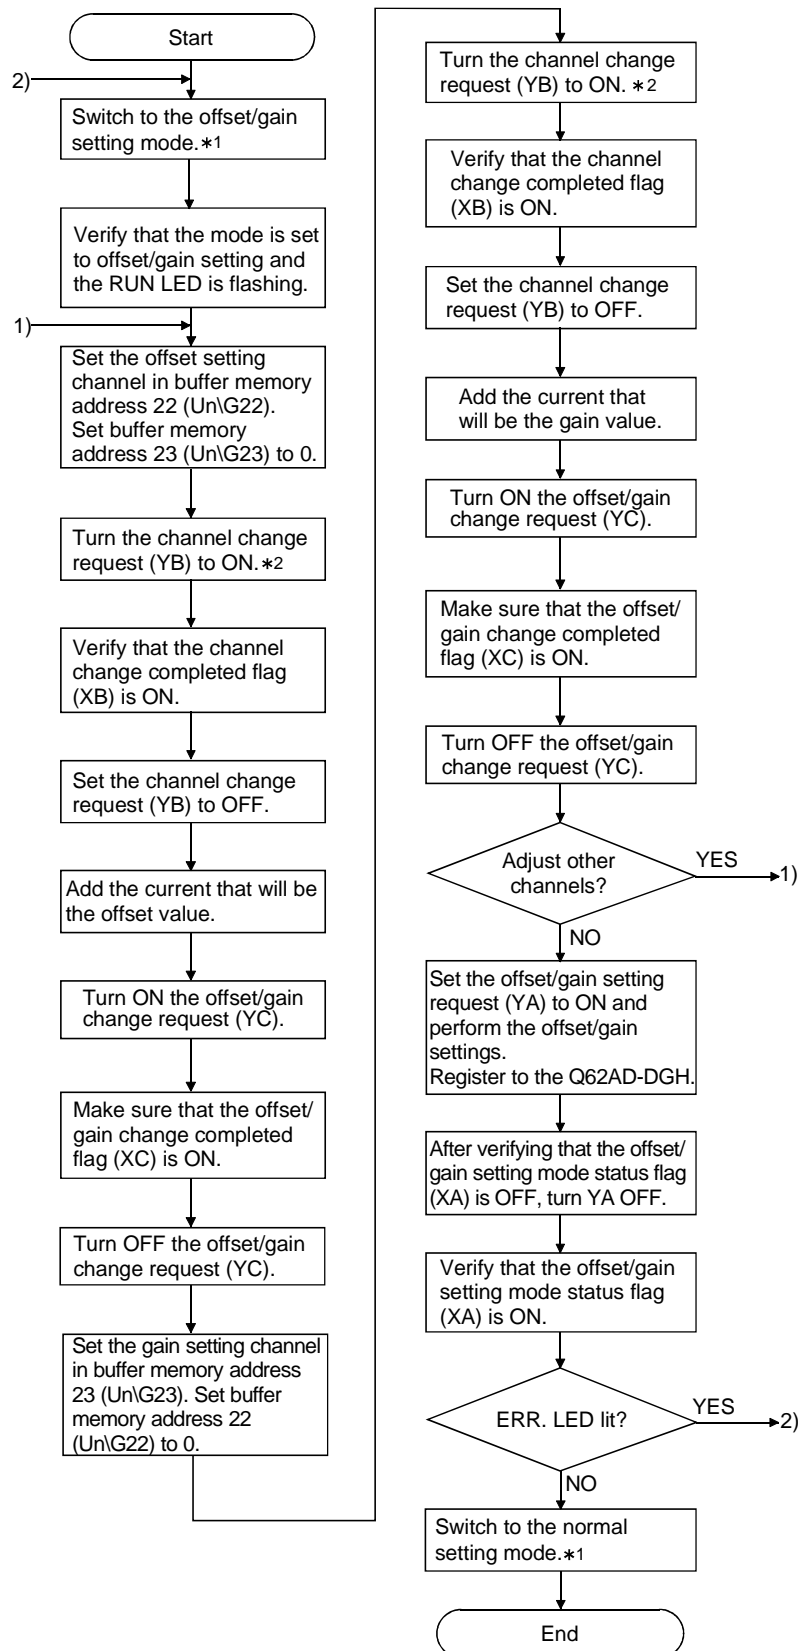 Start
2)
Switch to the offset/gain
setting mode.*1
Verify that the mode is set
to offset/gain setting and
the RUN LED is flashing.
1)
Set the offset setting
channel in buffer memory
address 22 (Un\G22).
Set buffer memory
address 23 (Un\G23) to 0.
Turn the channel change
request (YB) to ON.*2
Verify that the channel
change completed flag
(XB) is ON.
Set the channel change
request (YB) to OFF.
Add the current that will be
the offset value.
Turn ON the offset/gain
change request (YC).
Make sure that the offset/
gain change completed
flag (XC) is ON.
Turn OFF the offset/gain
change request (YC).
Set the gain setting channel
in buffer memory address
23 (Un\G23). Set buffer
memory address 22
(Un\G22) to 0.
Turn the channel change
request (YB) to ON. *2
Verify that the channel
change completed flag
(XB) is ON.
Set the channel change
request (YB) to OFF.
Add the current that
will be the gain value.
Turn ON the offset/gain
change request (YC).
Make sure that the offset/
gain change completed
flag (XC) is ON.
Turn OFF the offset/gain
change request (YC).
Adjust other
channels?
YES
1)
NO
Set the offset/gain setting
request (YA) to ON and
perform the offset/gain
settings.
Register to the Q62AD-DGH.
After verifying that the offset/
gain setting mode status flag
(XA) is OFF, turn YA OFF.
Verify that the offset/gain
setting mode status flag
(XA) is ON.
ERR. LED lit?
YES
2)
NO
Switch to the normal
setting mode.*1
End